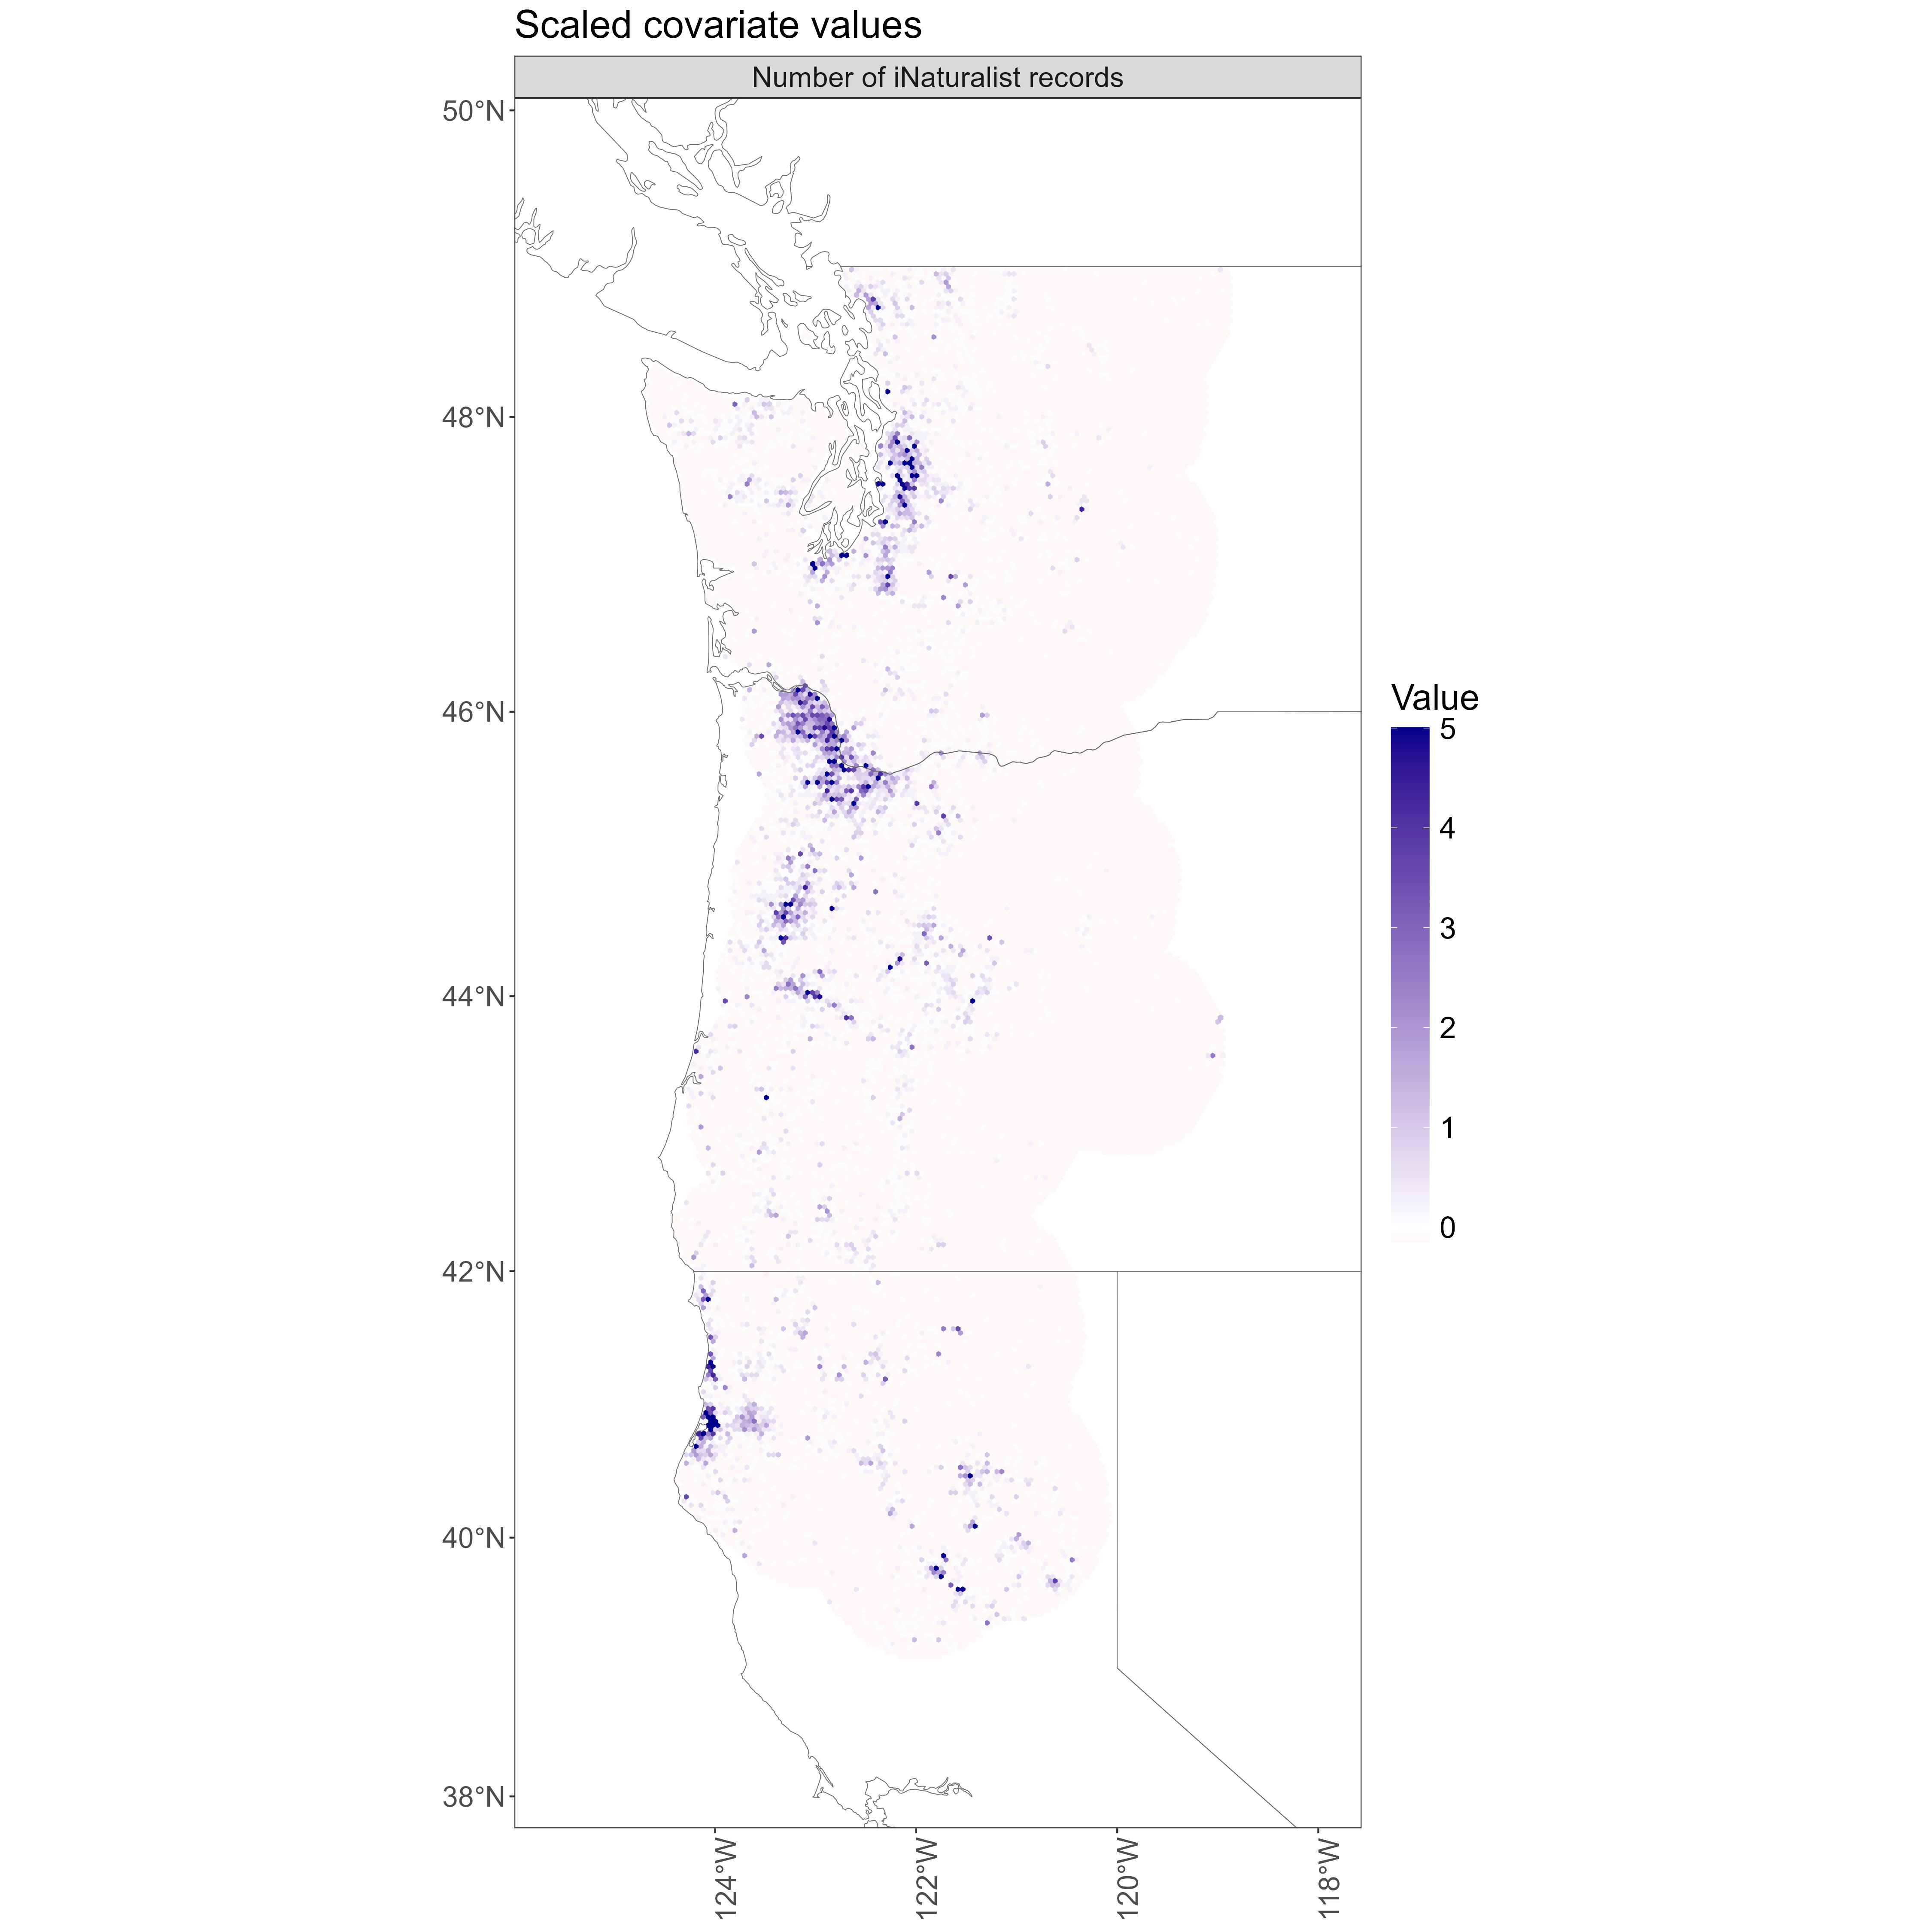 Scaled covariate values
Number of iNaturalist records
50°N
48°N
46°N
44°N
42°N
40°N
38°N
124°W
122°W
120°W
118°W
Value
5
4
3
2
1
0